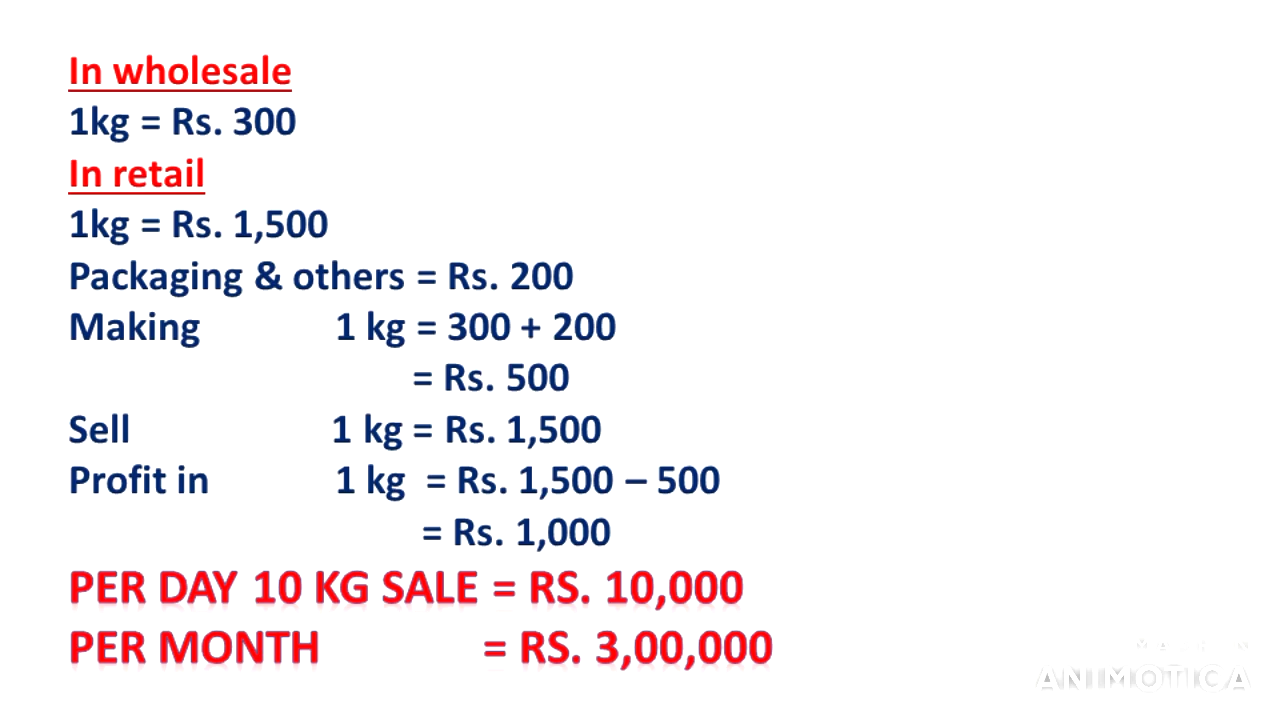 In wholesale
1kg = Rs. 300
In retail
1kg = Rs. 1,500
Packaging & others = Rs. 200
Making 1 kg = 300 + 200
= Rs. 500
Sell 1 kg = Rs. 1,500
Profit in 1 kg = Rs. 1,500 – 500
= Rs. 1,000
PER DAY 10 KG SALE = RS. 10,000
PER MONTH = RS. 3,00,000
ANIMOTICA